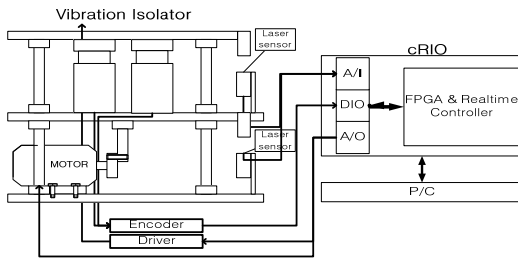 Vibration Isolator
Laser
sensor
cRIO
A/I
DIO
A/O
FPGA & Realtime
Controller
Laser
sensor
MOTOR
P/C
Encoder
Driver